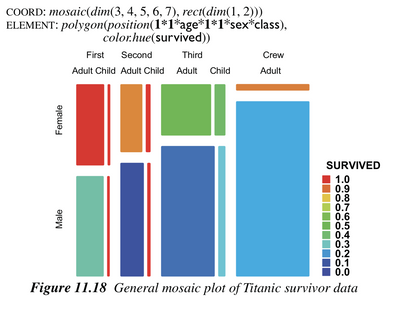 COORD: mosaic(dim(3, 4, 5, 6, 7), rect(dim(1, 2)))
ELEMENT: polygon(position(1*1*age*1*1*sex*class),
color.hue(survived))
First Second Third Crew
Adult Child Adult Child Adult Child Adult
Female
Male
SURVIVED
1.0
0.9
0.8
0.7
0.6
0.5
0.4
0.3
0.2
0.1
0.0
Figure 11.18 General mosaic plot of Titanic survivor data